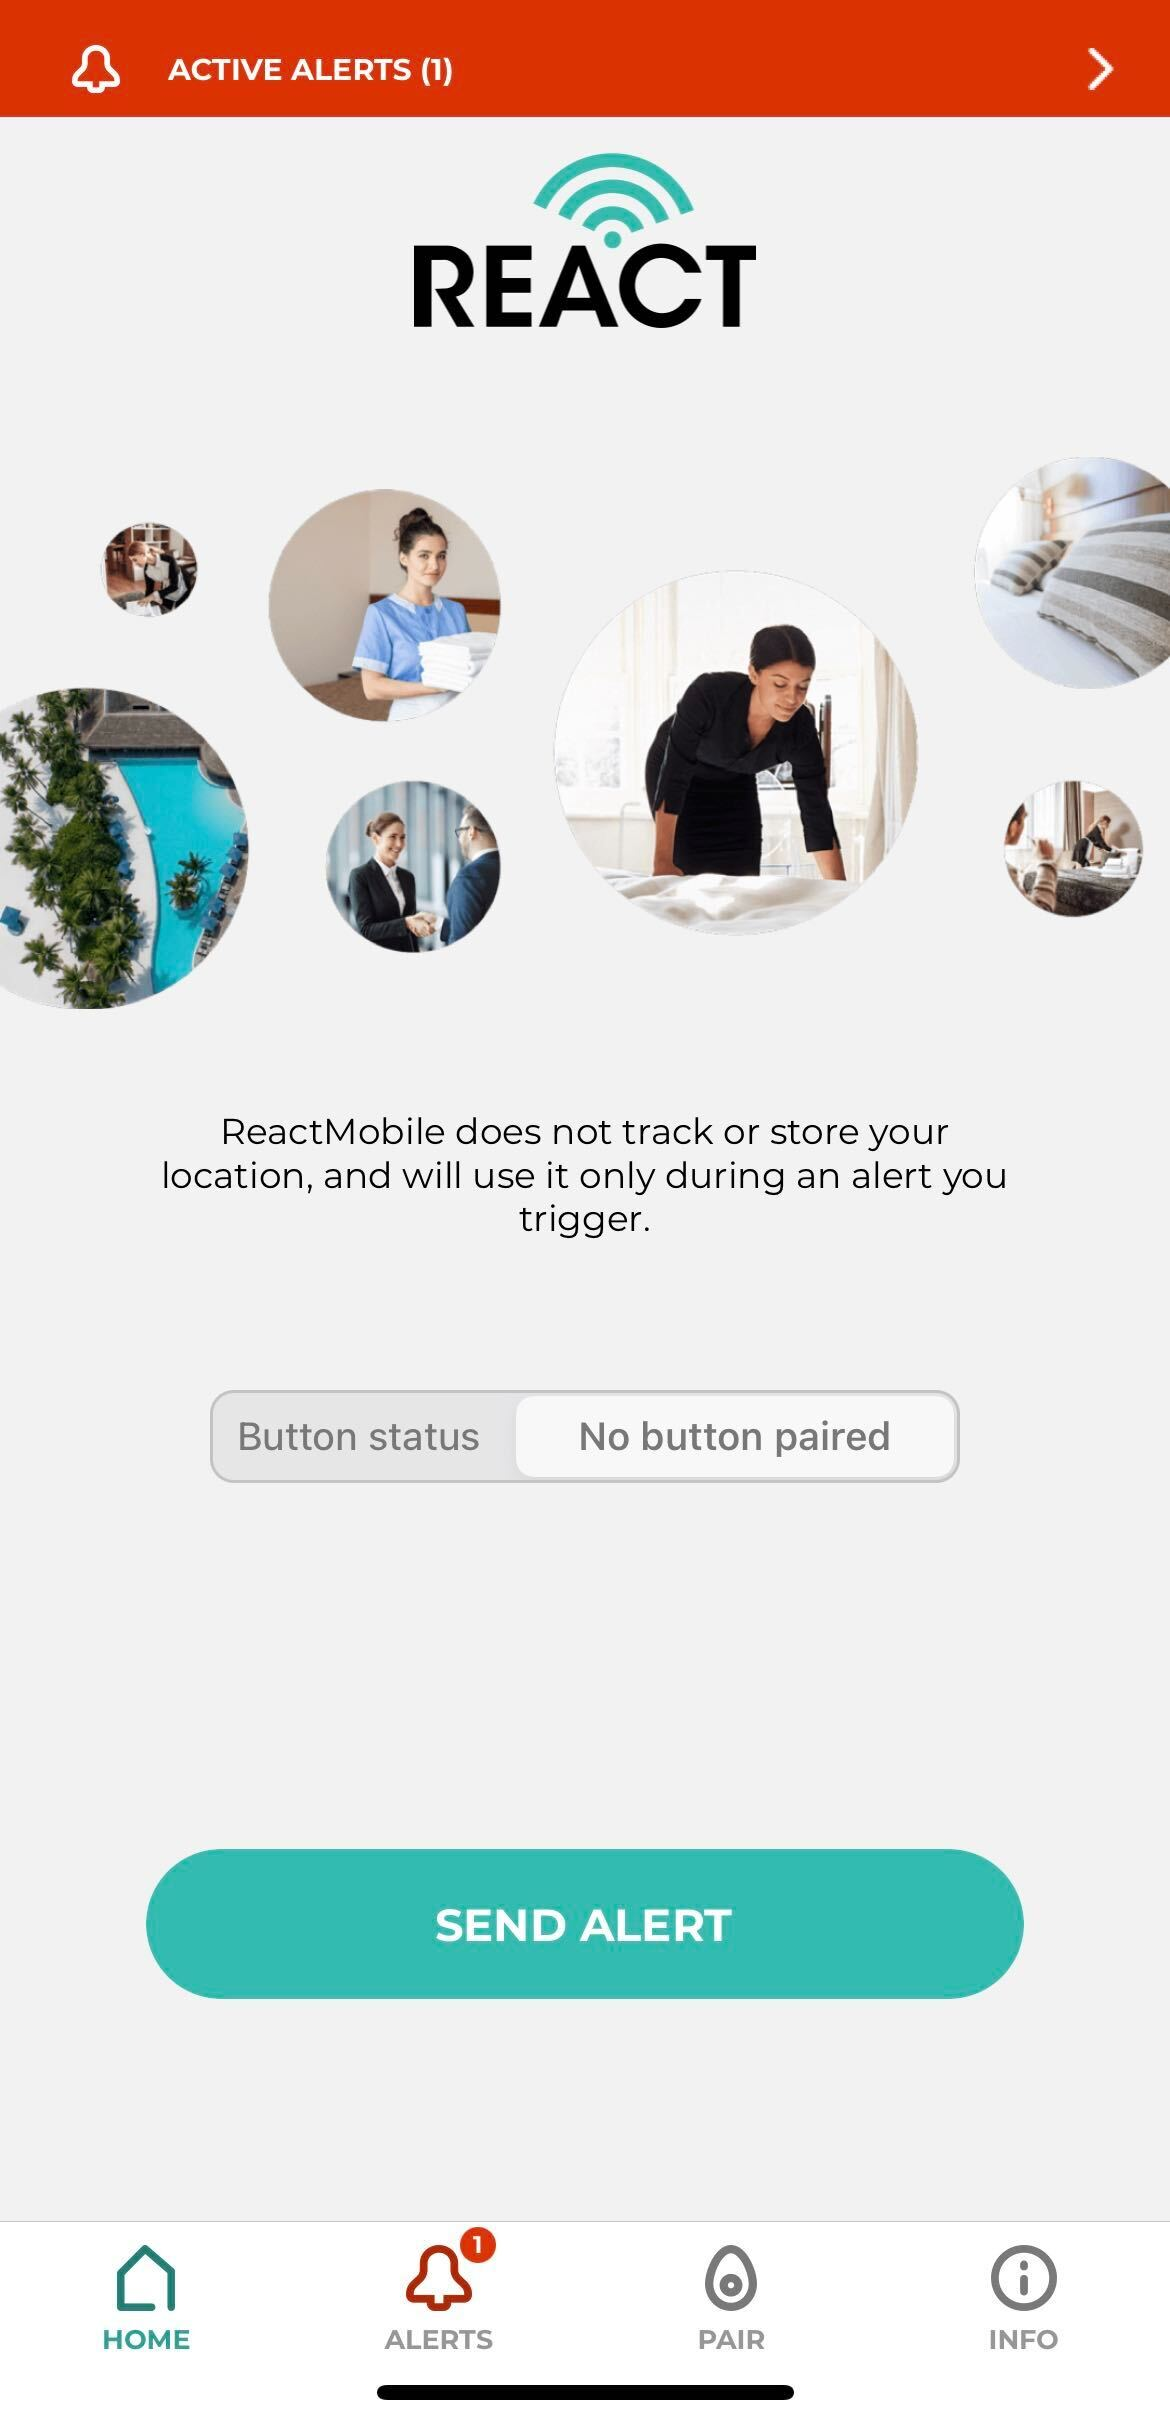 ACTIVE ALERTS (1)
REACT
ReactMobile does not track or store your
location, and will use it only during an alert you
trigger.
Button status
No button paired
SEND ALERT
1
HOME
ALERTS
PAIR
INFO